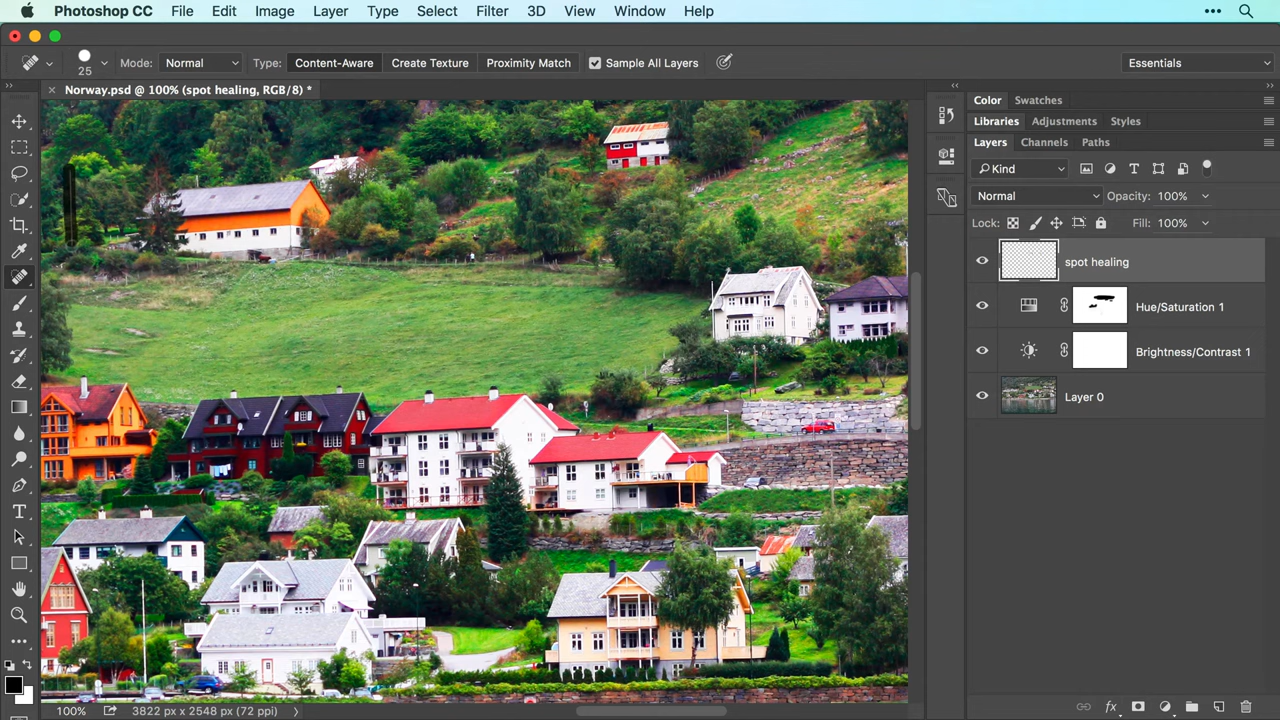 Photoshop CC File Edit Image Layer Type Select Filter 3D View Window Help
25 Mode: Normal Type: Content-Aware Create Texture Proximity Match Sample All Layers Essentials
Norway.psd @ 100% (spot healing, RGB/8) *
Color Swatches
Libraries Adjustments Styles
Layers Channels Paths
Kind
Normal Opacity: 100%
Lock: Fill: 100%
spot healing
Hue/Saturation 1
Brightness/Contrast 1
Layer 0
100% 3822 px x 2548 px (72 ppi)